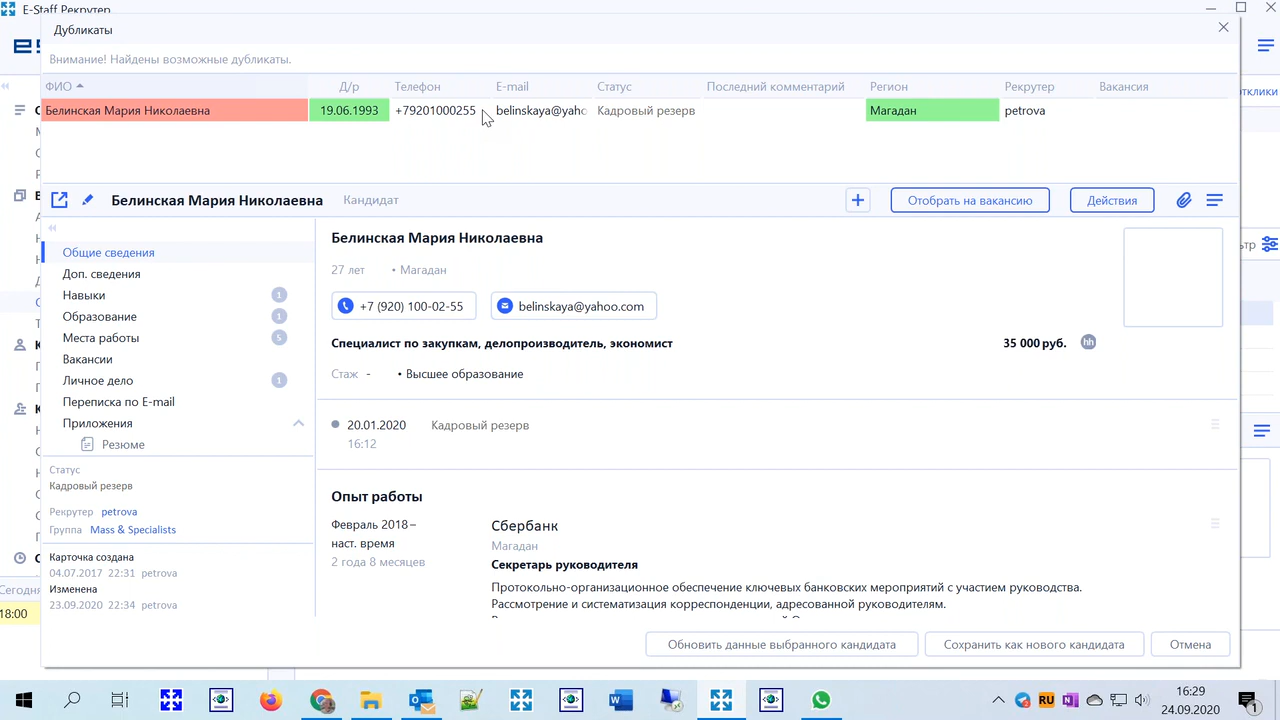 E-Staff Рекрутер
Дубликаты
Внимание! Найдены возможные дубликаты.
ФИО Д/р Телефон E-mail Статус Последний комментарий Регион Рекрутер Вакансия
Белинская Мария Николаевна 19.06.1993 +79201000255 belinskaya@yaho Кадровый резерв Магадан petrova
отклики
Белинская Мария Николаевна Кандидат Отобрать на вакансию Действия
Общие сведения
Доп. сведения
Навыки 1
Образование 1
Места работы 5
Вакансии
Личное дело 1
Переписка по E-mail
Приложения
Резюме
Статус
Кадровый резерв
Рекрутер petrova
Группа Mass & Specialists
Карточка создана
04.07.2017 22:31 petrova
Изменена
23.09.2020 22:34 petrova
Белинская Мария Николаевна
27 лет • Магадан
+7 (920) 100-02-55 belinskaya@yahoo.com
Специалист по закупкам, делопроизводитель, экономист 35 000 руб. hh
Стаж - • Высшее образование
20.01.2020 Кадровый резерв
16:12
Опыт работы
Февраль 2018 – Сбербанк
наст. время Магадан
2 года 8 месяцев Секретарь руководителя
Протокольно-организационное обеспечение ключевых банковских мероприятий с участием руководства.
Рассмотрение и систематизация корреспонденции, адресованной руководителям.
Обновить данные выбранного кандидата Сохранить как нового кандидата Отмена
Сегодня
18:00
RU 16:29
24.09.2020
1